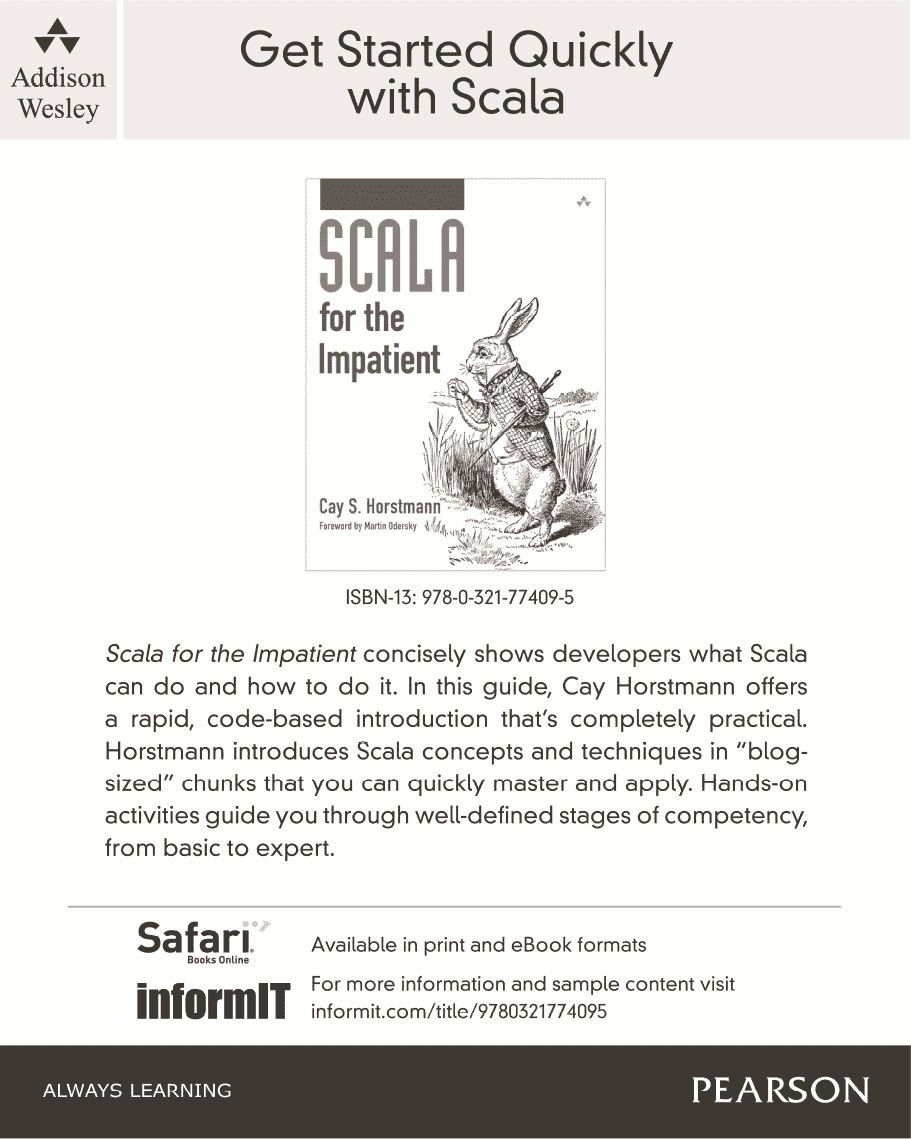 Addison
Wesley
Get Started Quickly
with Scala
SCALA
for the
Impatient
Cay S. Horstmann
Foreword by Martin Odersky
ISBN-13: 978-0-321-77409-5
Scala for the Impatient concisely shows developers what Scala
can do and how to do it. In this guide, Cay Horstmann offers
a rapid, code-based introduction that’s completely practical.
Horstmann introduces Scala concepts and techniques in “blog-
sized” chunks that you can quickly master and apply. Hands-on
activities guide you through well-defined stages of competency,
from basic to expert.
Safari
Books Online
Available in print and eBook formats
informIT
For more information and sample content visit
informit.com/title/9780321774095
ALWAYS LEARNING
PEARSON